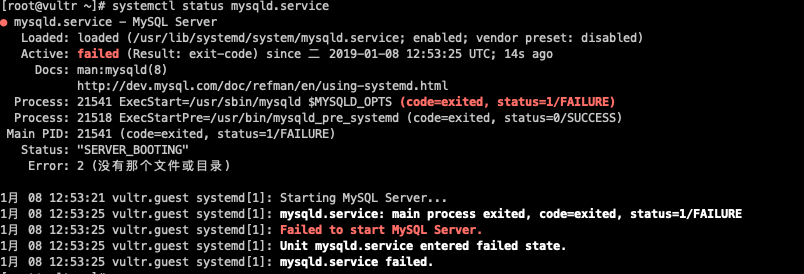 [root@vultr ~]# systemctl status mysqld.service
● mysqld.service - MySQL Server
Loaded: loaded (/usr/lib/systemd/system/mysqld.service; enabled; vendor preset: disabled)
Active: failed (Result: exit-code) since 二 2019-01-08 12:53:25 UTC; 14s ago
Docs: man:mysqld(8)
http://dev.mysql.com/doc/refman/en/using-systemd.html
Process: 21541 ExecStart=/usr/sbin/mysqld $MYSQLD_OPTS (code=exited, status=1/FAILURE)
Process: 21518 ExecStartPre=/usr/bin/mysqld_pre_systemd (code=exited, status=0/SUCCESS)
Main PID: 21541 (code=exited, status=1/FAILURE)
Status: "SERVER_BOOTING"
Error: 2 (没有那个文件或目录)
1月 08 12:53:21 vultr.guest systemd[1]: Starting MySQL Server...
1月 08 12:53:25 vultr.guest systemd[1]: mysqld.service: main process exited, code=exited, status=1/FAILURE
1月 08 12:53:25 vultr.guest systemd[1]: Failed to start MySQL Server.
1月 08 12:53:25 vultr.guest systemd[1]: Unit mysqld.service entered failed state.
1月 08 12:53:25 vultr.guest systemd[1]: mysqld.service failed.